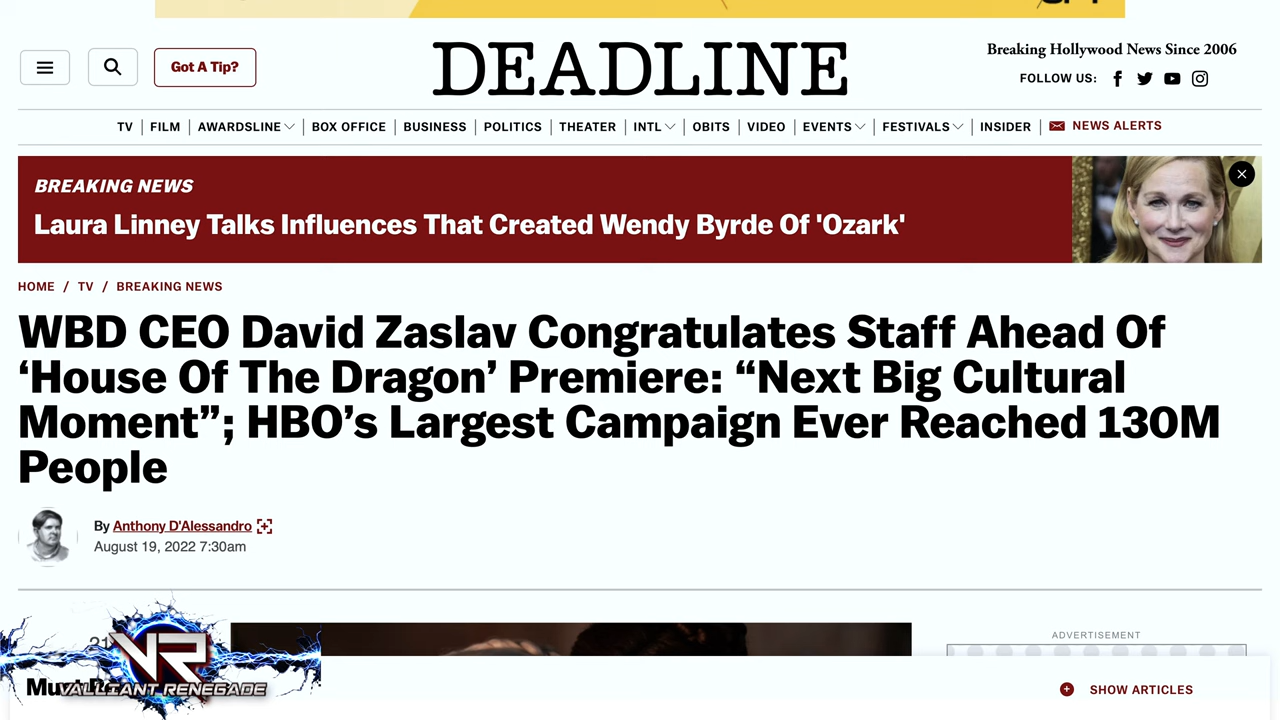 Got A Tip?
DEADLINE
Breaking Hollywood News Since 2006
FOLLOW US:
TV
FILM
AWARDSLINE
BOX OFFICE
BUSINESS
POLITICS
THEATER
INTL
OBITS
VIDEO
EVENTS
FESTIVALS
INSIDER
NEWS ALERTS
BREAKING NEWS
Laura Linney Talks Influences That Created Wendy Byrde Of 'Ozark'
HOME / TV / BREAKING NEWS
WBD CEO David Zaslav Congratulates Staff Ahead Of
‘House Of The Dragon’ Premiere: “Next Big Cultural
Moment”; HBO’s Largest Campaign Ever Reached 130M
People
By Anthony D'Alessandro
August 19, 2022 7:30am
ADVERTISEMENT
VR
VALLIANT RENEGADE
SHOW ARTICLES